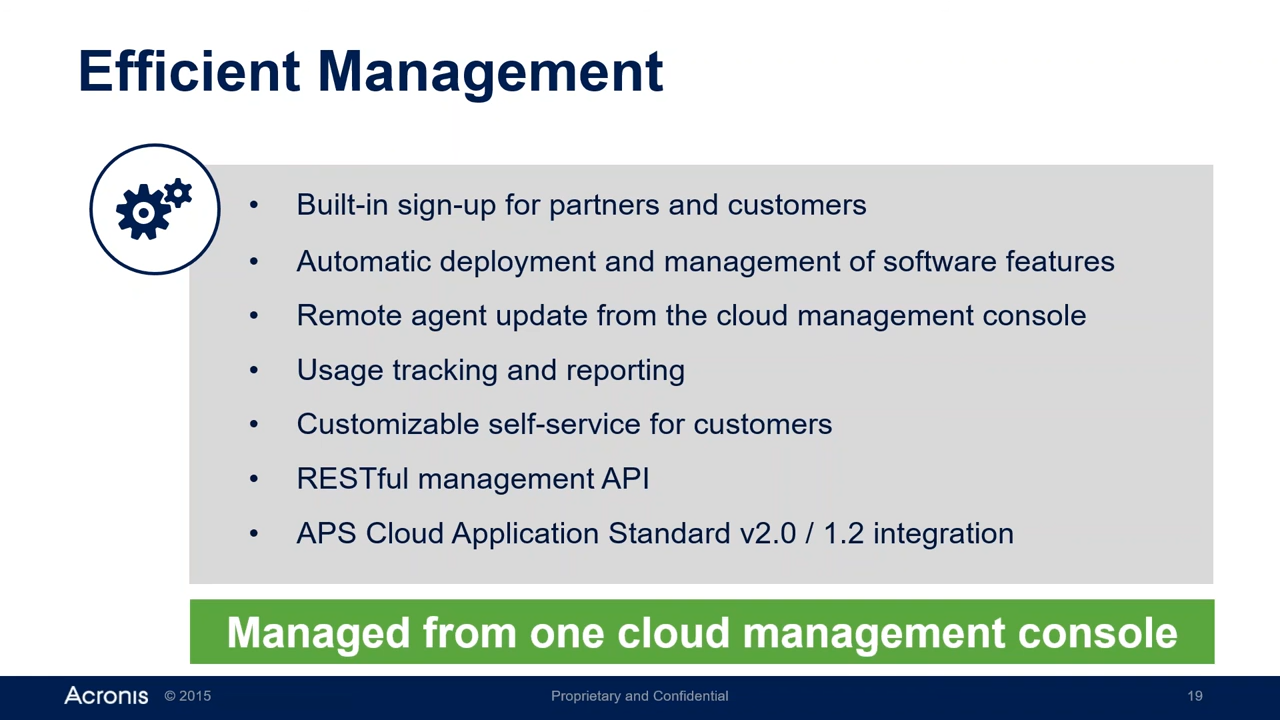 Efficient Management
• Built-in sign-up for partners and customers
• Automatic deployment and management of software features
• Remote agent update from the cloud management console
• Usage tracking and reporting
• Customizable self-service for customers
• RESTful management API
• APS Cloud Application Standard v2.0 / 1.2 integration
Managed from one cloud management console
Acronis © 2015 Proprietary and Confidential 19